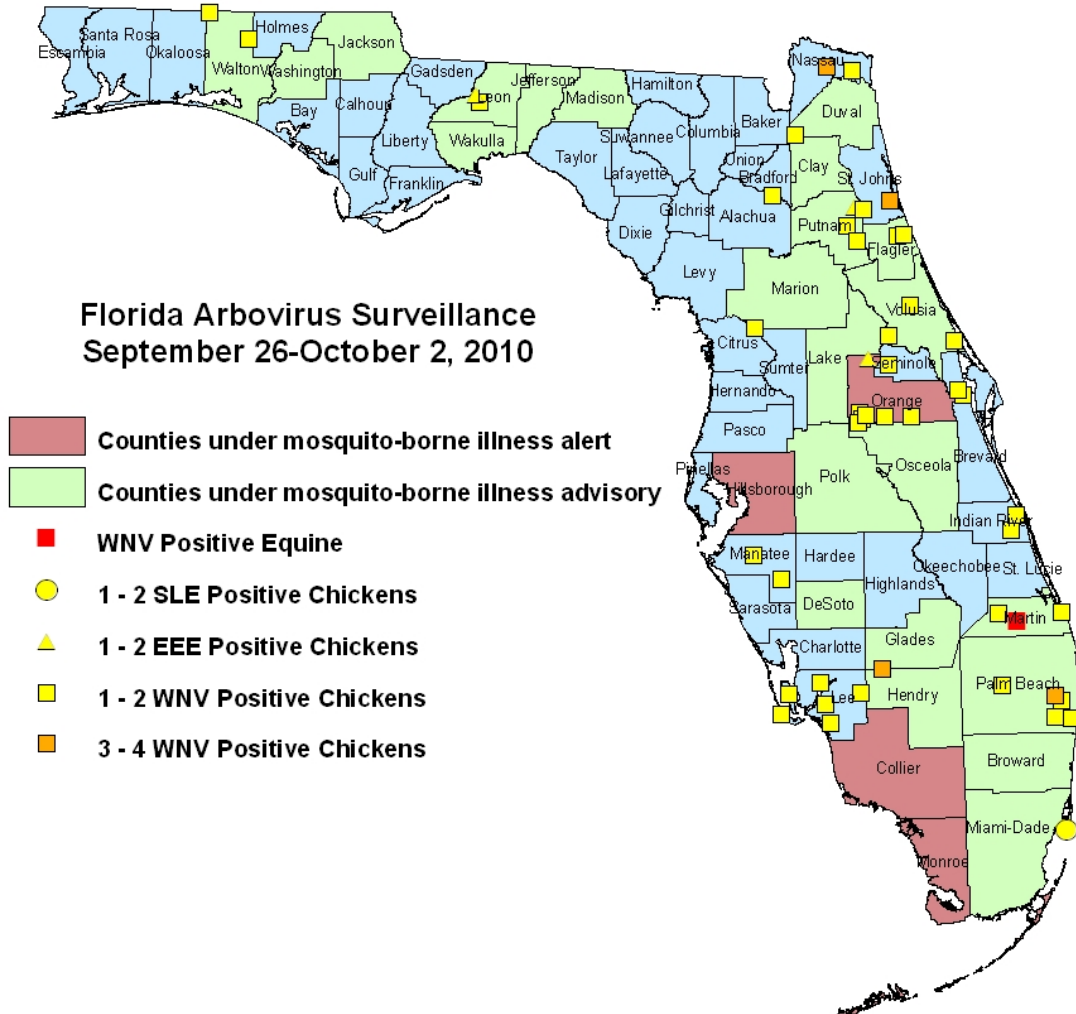 Florida Arbovirus Surveillance
September 26-October 2, 2010
Counties under mosquito-borne illness alert
Counties under mosquito-borne illness advisory
WNV Positive Equine
1 - 2 SLE Positive Chickens
1 - 2 EEE Positive Chickens
1 - 2 WNV Positive Chickens
3 - 4 WNV Positive Chickens
Escambia
Santa Rosa
Okaloosa
Walton
Holmes
Washington
Jackson
Bay
Calhoun
Gulf
Liberty
Gadsden
Franklin
Leon
Wakulla
Jefferson
Madison
Taylor
Hamilton
Suwannee
Lafayette
Dixie
Columbia
Gilchrist
Levy
Baker
Union
Bradford
Alachua
Nassau
Duval
Clay
St. Johns
Putnam
Flagler
Marion
Volusia
Citrus
Hernando
Pasco
Sumter
Lake
Seminole
Orange
Brevard
Pinellas
Hillsborough
Polk
Osceola
Indian River
Manatee
Hardee
Highlands
Okeechobee
St. Lucie
Sarasota
DeSoto
Martin
Charlotte
Glades
Lee
Hendry
Palm Beach
Collier
Broward
Monroe
Miami-Dade